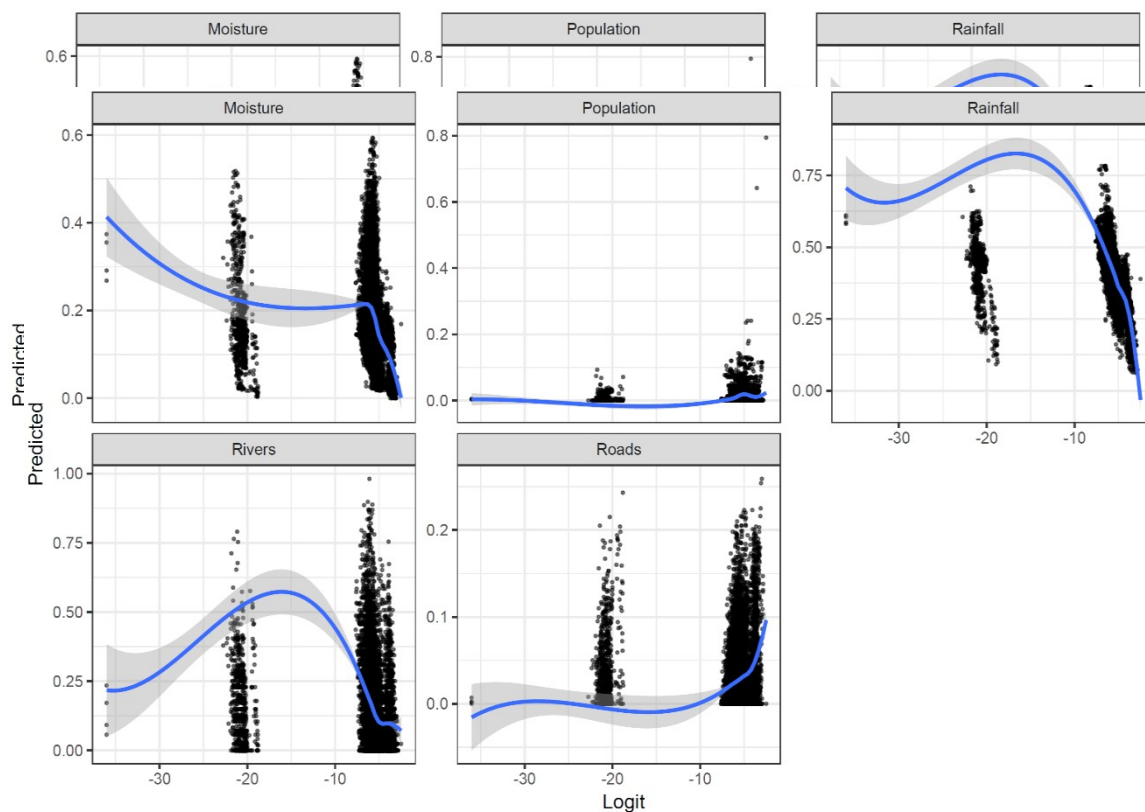 Moisture Population Rainfall
0.6 0.8
Moisture Population Rainfall
0.6 0.8
0.75
0.4 0.6
0.50
0.4
0.2 0.25
0.2
0.0 0.0 0.00
-30 -20 -10
Predicted
Predicted
Rivers Roads
1.00
0.75 0.2
0.50
0.1
0.25
0.00 0.0
-30 -20 -10 -30 -20 -10
Logit